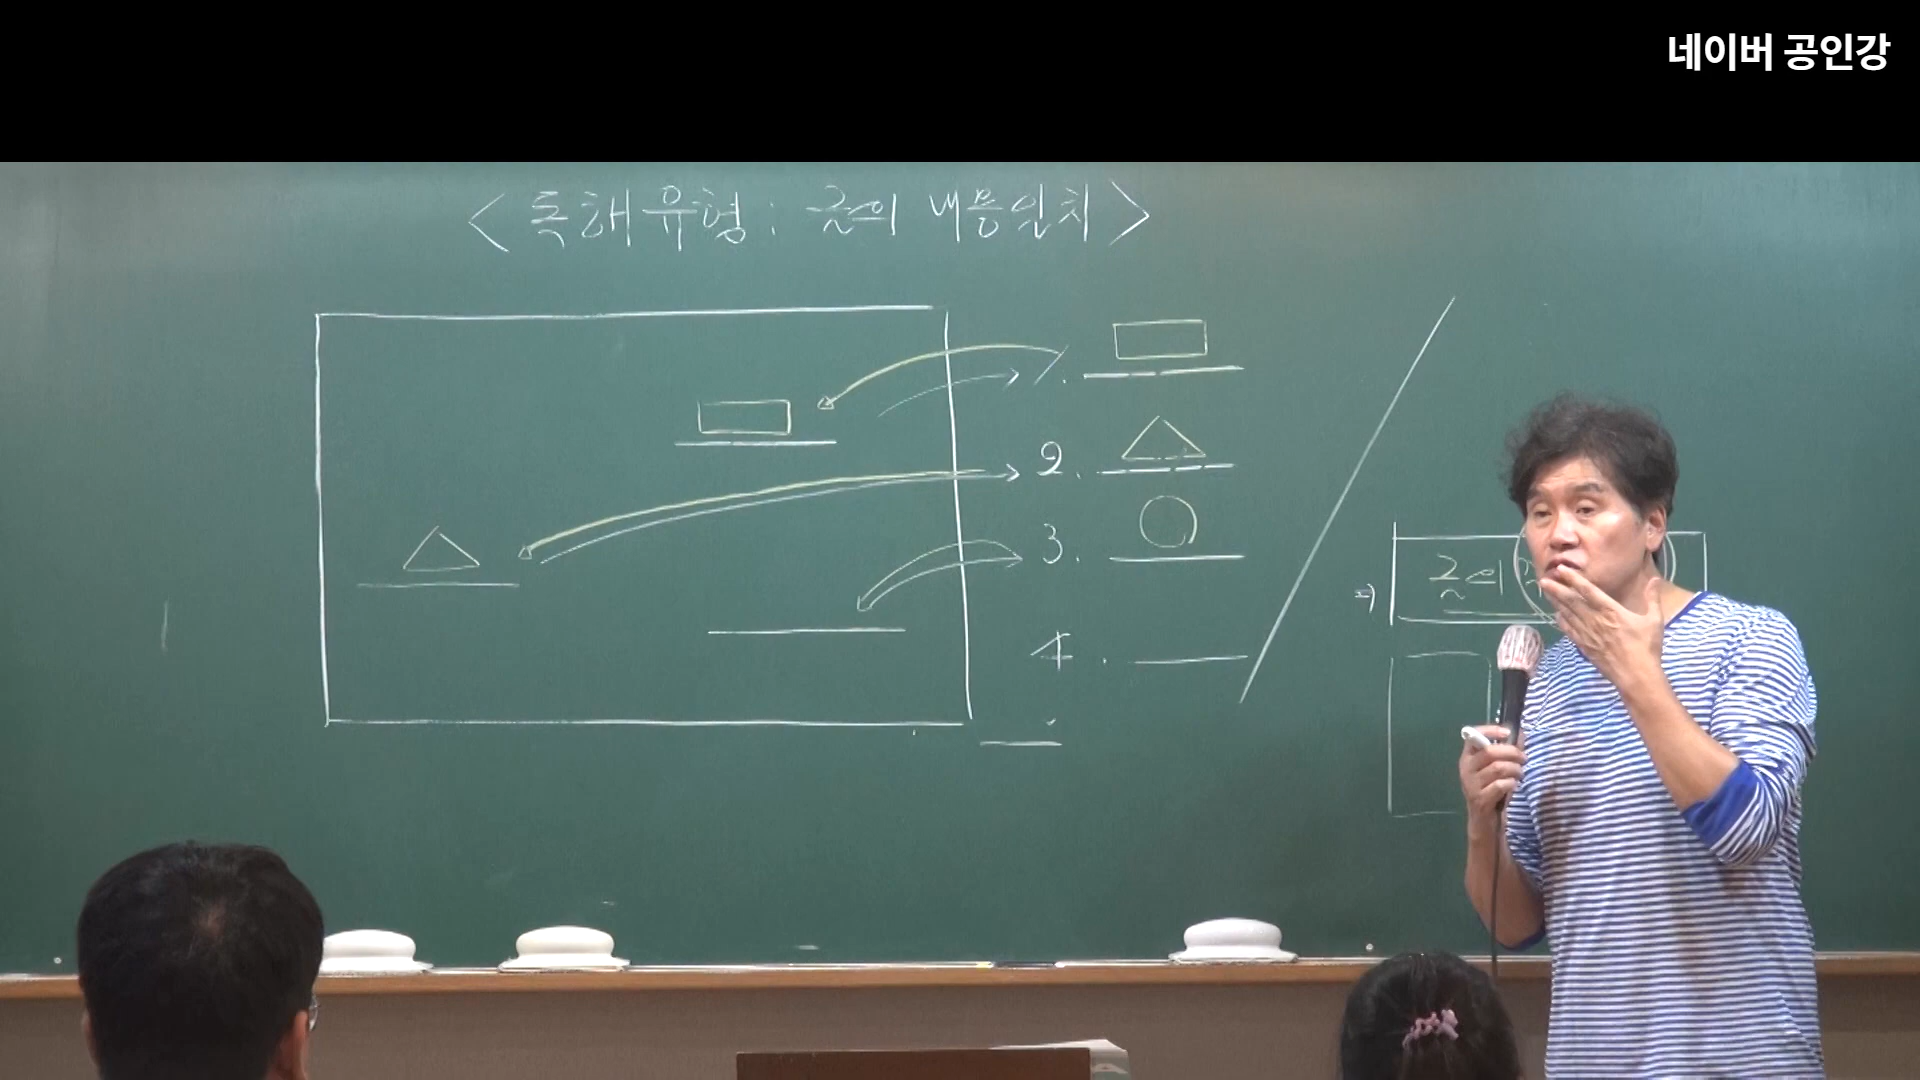 네이버 공인강
<독해유형: 글의 내용일치>
1.
2.
3.
4.
⇒ 글의